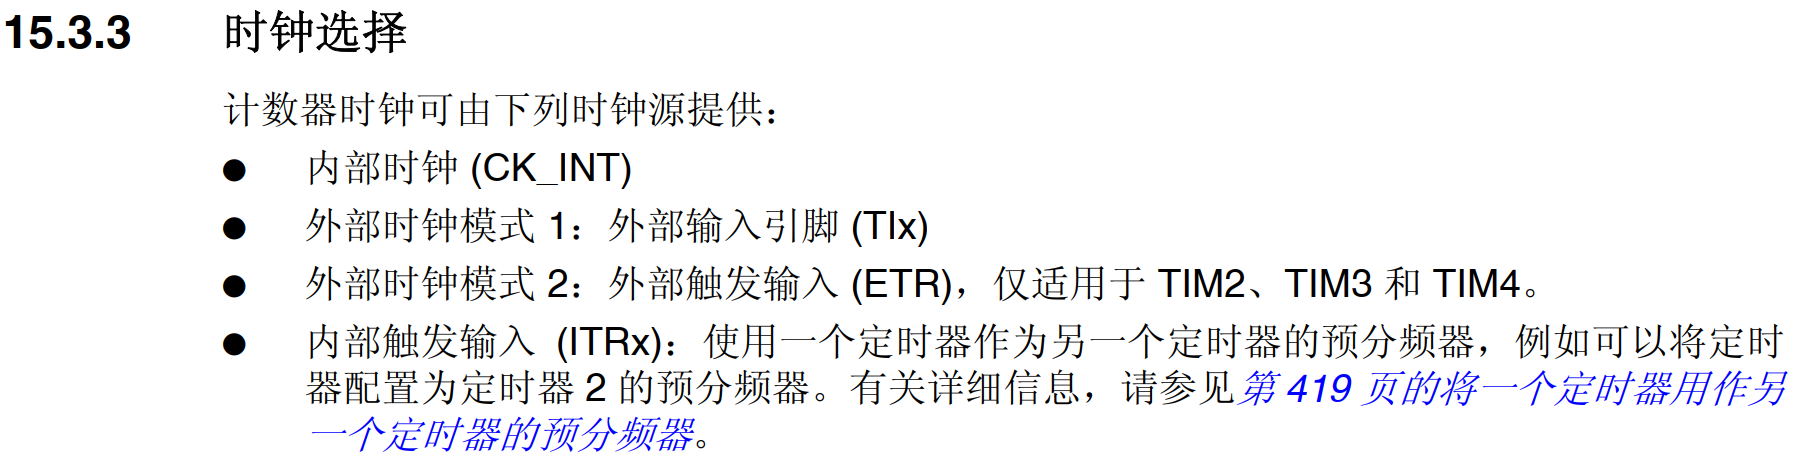 15.3.3 时钟选择
计数器时钟可由下列时钟源提供：
● 内部时钟 (CK_INT)
● 外部时钟模式 1：外部输入引脚 (TIx)
● 外部时钟模式 2：外部触发输入 (ETR)，仅适用于 TIM2、TIM3 和 TIM4。
● 内部触发输入 (ITRx)：使用一个定时器作为另一个定时器的预分频器，例如可以将定时
器配置为定时器 2 的预分频器。有关详细信息，请参见第 419 页的将一个定时器用作另
一个定时器的预分频器。